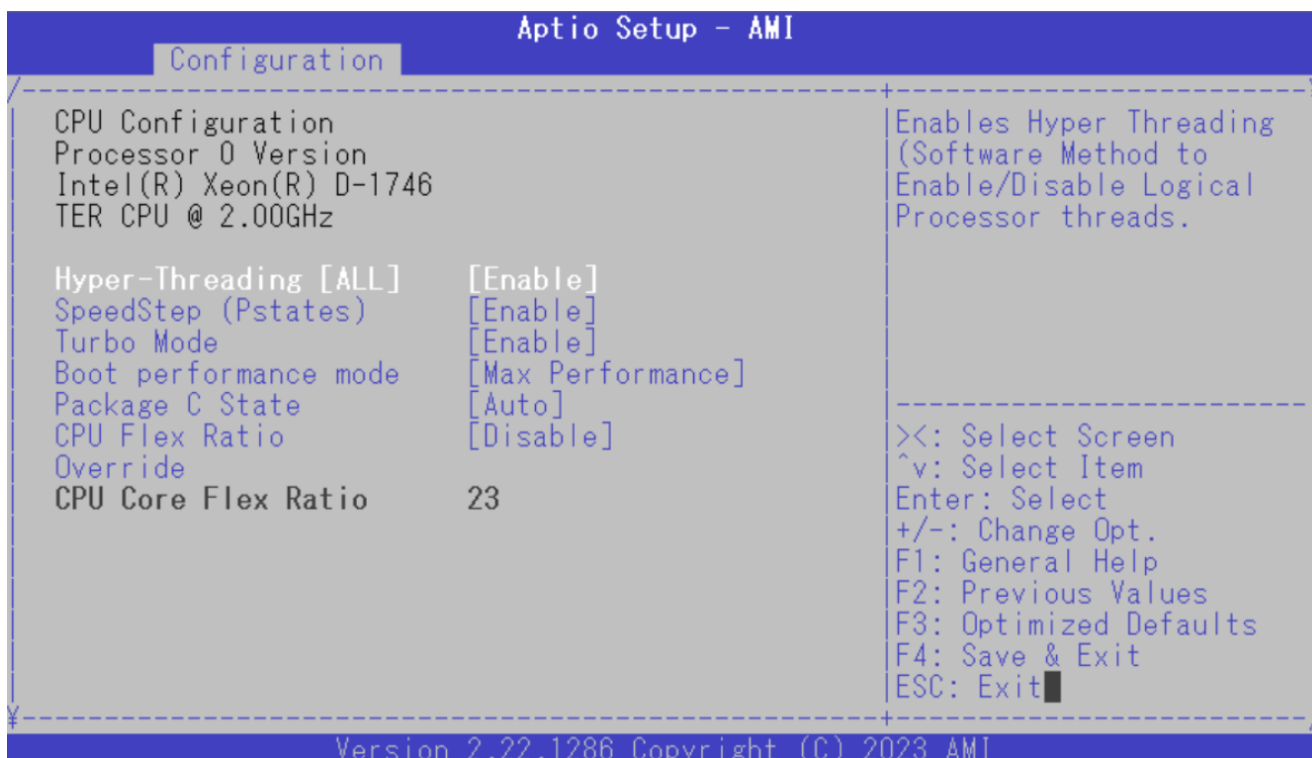 Aptio Setup - AMI
Configuration
CPU Configuration
Processor 0 Version
Intel(R) Xeon(R) D-1746
TER CPU @ 2.00GHz
Hyper-Threading [ALL] [Enable]
SpeedStep (Pstates) [Enable]
Turbo Mode [Enable]
Boot performance mode [Max Performance]
Package C State [Auto]
CPU Flex Ratio [Disable]
Override
CPU Core Flex Ratio 23
Enables Hyper Threading
(Software Method to
Enable/Disable Logical
Processor threads.
><: Select Screen
^v: Select Item
Enter: Select
+/-: Change Opt.
F1: General Help
F2: Previous Values
F3: Optimized Defaults
F4: Save & Exit
ESC: Exit
Version 2.22.1286 Copyright (C) 2023 AMI